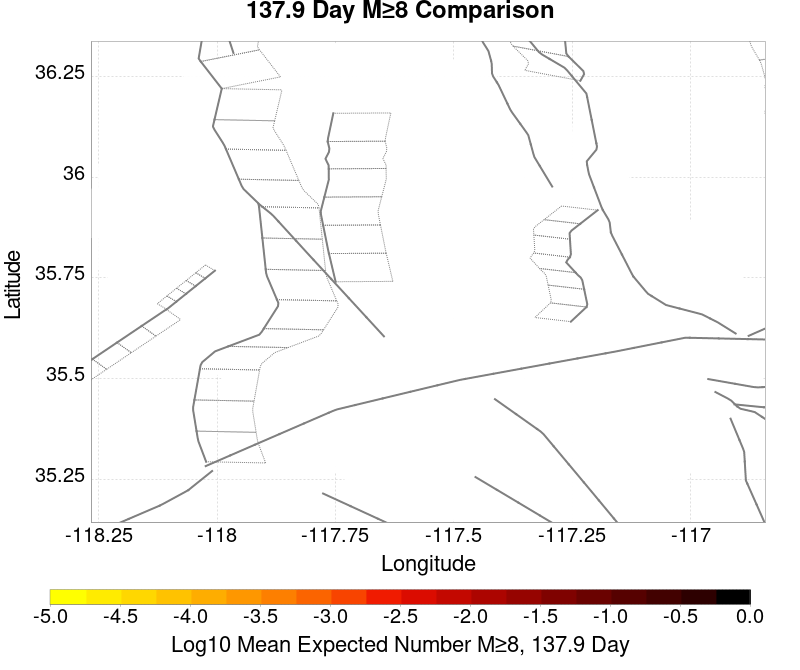 137.9 Day M≥8 Comparison
36.25
36
35.75
35.5
35.25
Latitude
-118.25 -118 -117.75 -117.5 -117.25 -117
Longitude
-5.0 -4.5 -4.0 -3.5 -3.0 -2.5 -2.0 -1.5 -1.0 -0.5 0.0
Log10 Mean Expected Number M≥8, 137.9 Day